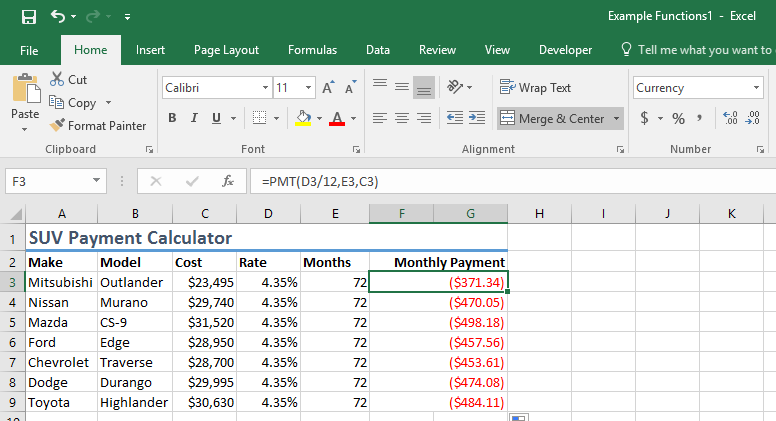 Example Functions1 - Excel
File Home Insert Page Layout Formulas Data Review View Developer Tell me what you want to
Cut
Copy
Format Painter
Paste
Clipboard
Calibri 11 A A
B I U A
Font
Wrap Text
Merge & Center
Alignment
Currency
$ % , .0 .00 .00 .0
Number
F3 fx =PMT(D3/12,E3,C3)
A B C D E F G H I J K
1 SUV Payment Calculator
2 Make Model Cost Rate Months Monthly Payment
3 Mitsubishi Outlander $23,495 4.35% 72 ($371.34)
4 Nissan Murano $29,740 4.35% 72 ($470.05)
5 Mazda CS-9 $31,520 4.35% 72 ($498.18)
6 Ford Edge $28,950 4.35% 72 ($457.56)
7 Chevrolet Traverse $28,700 4.35% 72 ($453.61)
8 Dodge Durango $29,995 4.35% 72 ($474.08)
9 Toyota Highlander $30,630 4.35% 72 ($484.11)